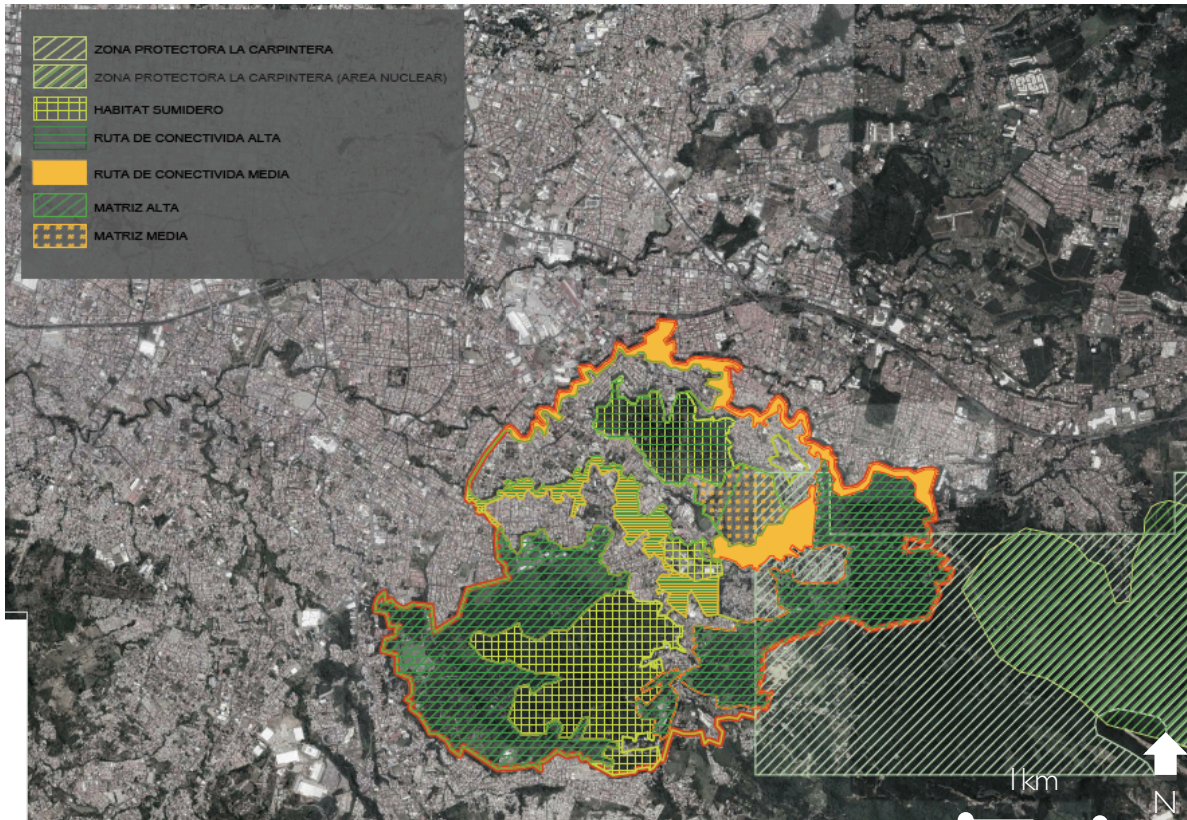 ZONA PROTECTORA LA CARPINTERA
ZONA PROTECTORA LA CARPINTERA (AREA NUCLEAR)
HABITAT SUMIDERO
RUTA DE CONECTIVIDA ALTA
RUTA DE CONECTIVIDA MEDIA
MATRIZ ALTA
MATRIZ MEDIA
1km
N